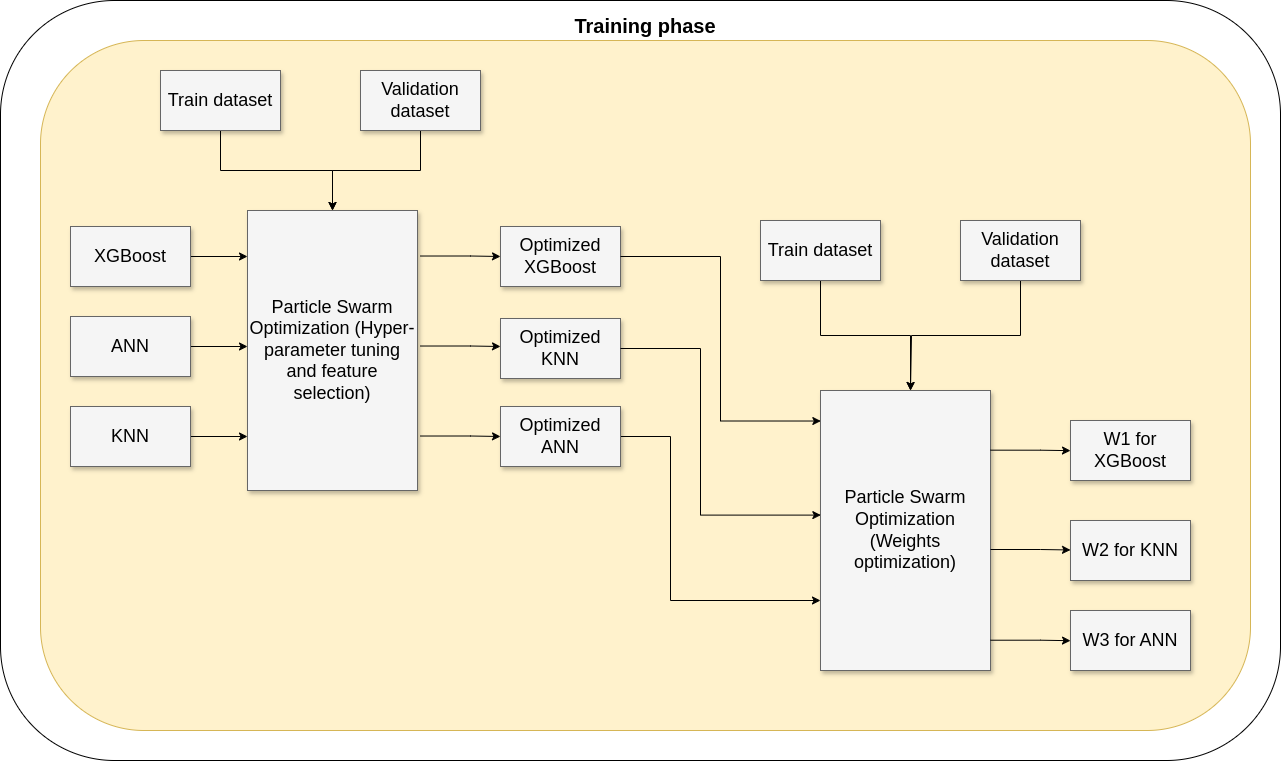 Training phase
Train dataset
Validation
dataset
XGBoost
ANN
KNN
Particle Swarm
Optimization (Hyper-
parameter tuning
and feature
selection)
Optimized
XGBoost
Optimized
KNN
Optimized
ANN
Train dataset
Validation
dataset
Particle Swarm
Optimization
(Weights
optimization)
W1 for
XGBoost
W2 for KNN
W3 for ANN